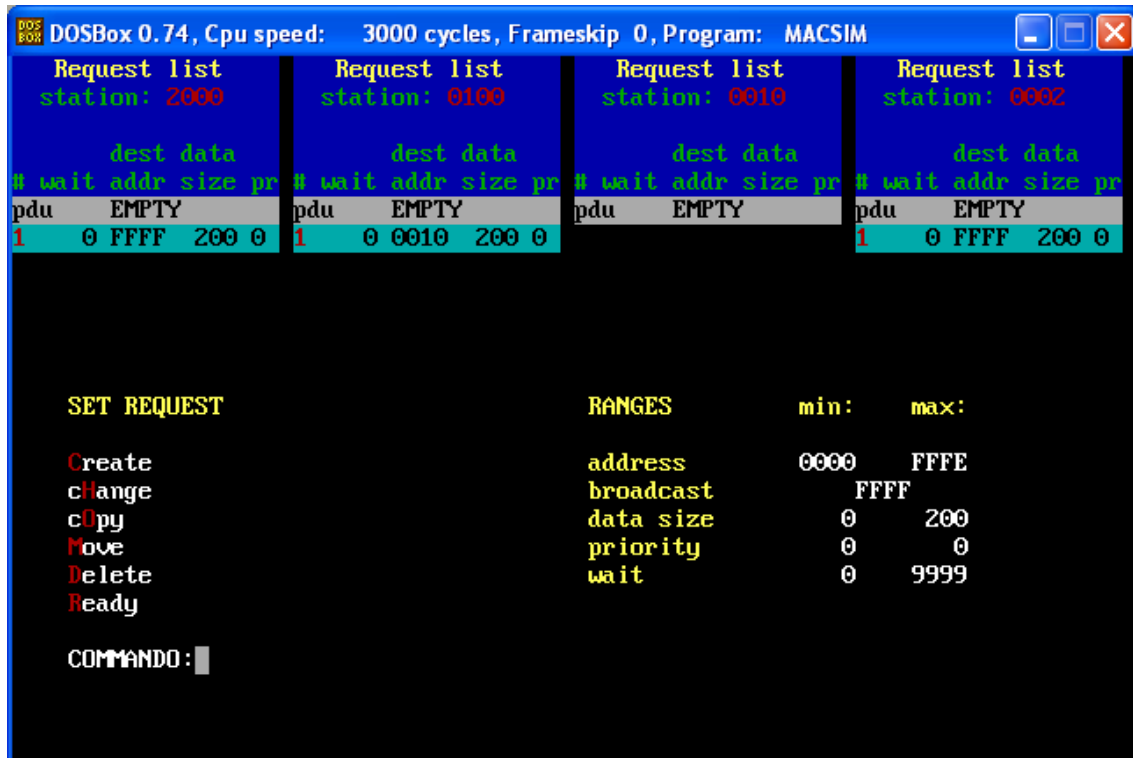 DOSBox 0.74, Cpu speed: 3000 cycles, Frameskip 0, Program: MACSIM
Request list Request list Request list Request list
station: 2000 station: 0100 station: 0010 station: 0002
dest data dest data dest data dest data
# wait addr size pr # wait addr size pr # wait addr size pr # wait addr size pr
pdu EMPTY pdu EMPTY pdu EMPTY pdu EMPTY
1 0 FFFF 200 0 1 0 0010 200 0 1 0 FFFF 200 0
SET REQUEST RANGES min: max:
Create address 0000 FFFE
cHange broadcast FFFF
cOpy data size 0 200
Move priority 0 0
Delete wait 0 9999
Ready
COMMANDO: